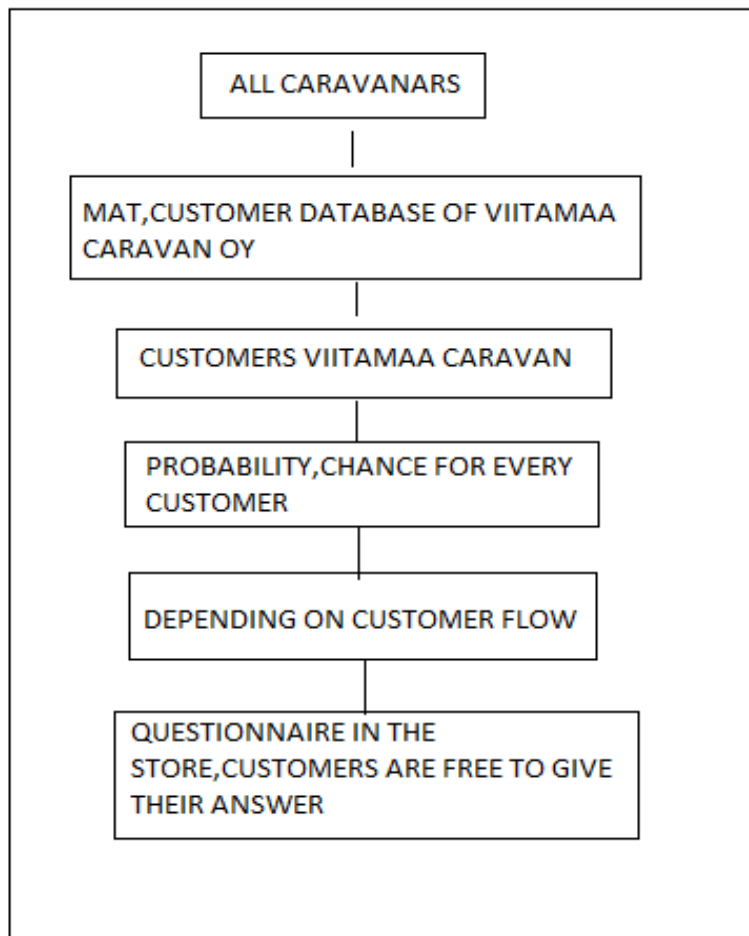 ALL CARAVANARS
MAT,CUSTOMER DATABASE OF VIITAMAA
CARAVAN OY
CUSTOMERS VIITAMAA CARAVAN
PROBABILITY,CHANCE FOR EVERY
CUSTOMER
DEPENDING ON CUSTOMER FLOW
QUESTIONNAIRE IN THE
STORE,CUSTOMERS ARE FREE TO GIVE
THEIR ANSWER